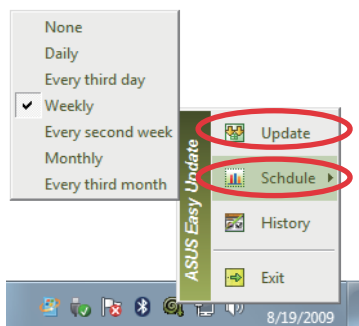 None
Daily
Every third day
Weekly
Every second week
Monthly
Every third month
ASUS Easy Update
Update
Schdule
History
Exit
8/19/2009